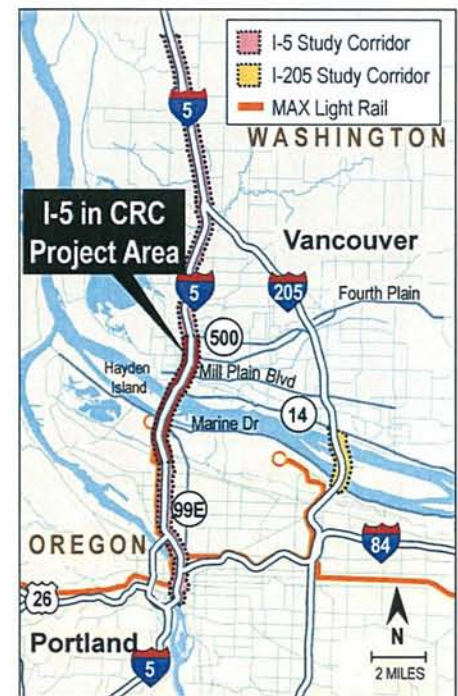 I-5 Study Corridor
I-205 Study Corridor
MAX Light Rail
5
WASHINGTON
I-5 in CRC
Project Area
Vancouver
5
205
Fourth Plain
500
Hayden
Island
Mill Plain Blvd
14
Marine Dr
99E
OREGON
84
26
Portland
N
5
2 MILES